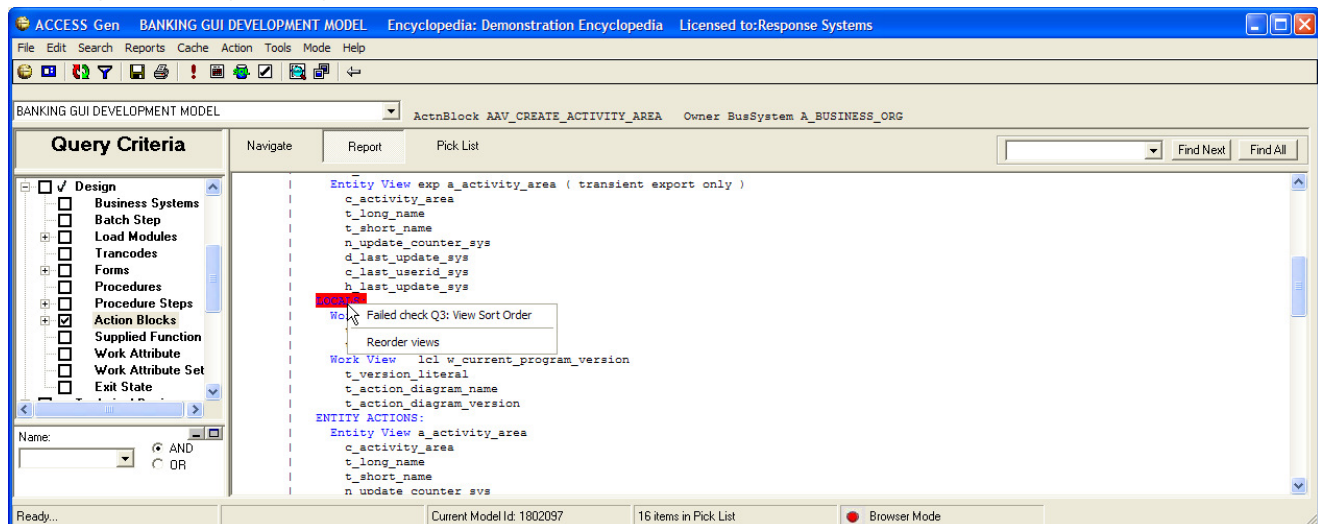 ACCESS Gen BANKING GUI DEVELOPMENT MODEL Encyclopedia: Demonstration Encyclopedia Licensed to:Response Systems
File Edit Search Reports Cache Action Tools Mode Help
BANKING GUI DEVELOPMENT MODEL
ActnBlock AAV_CREATE_ACTIVITY_AREA Owner BusSystem A_BUSINESS_ORG
Query Criteria
Navigate Report Pick List
Find Next Find All
Design
Business Systems
Batch Step
Load Modules
Trancodes
Forms
Procedures
Procedure Steps
Action Blocks
Supplied Function
Work Attribute
Work Attribute Set
Exit State
Name:
AND
OR
Entity View exp a_activity_area ( transient export only )
c_activity_area
t_long_name
t_short_name
n_update_counter_sys
d_last_update_sys
c_last_userid_sys
h_last_update_sys
LOCALS:
Failed check Q3: View Sort Order
Reorder views
Work View lcl w_current_program_version
t_version_literal
t_action_diagram_name
t_action_diagram_version
ENTITY ACTIONS:
Entity View a_activity_area
c_activity_area
t_long_name
t_short_name
n_update_counter_sys
Ready...
Current Model Id: 1802097
16 items in Pick List
Browser Mode